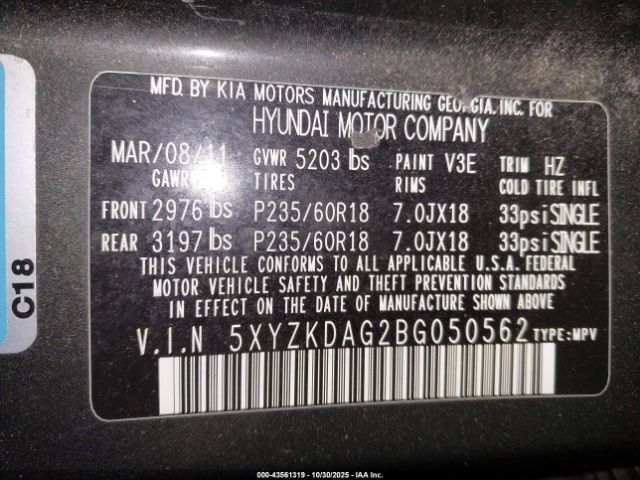 MFD. BY KIA MOTORS MANUFACTURING GEORGIA, INC. FOR
HYUNDAI MOTOR COMPANY
MAR/08/11 GVWR 5203 lbs PAINT V3E TRIM HZ
GAWR TIRES RIMS COLD TIRE INFL
FRONT 2976 lbs P235/60R18 7.0JX18 33psi SINGLE
REAR 3197 lbs P235/60R18 7.0JX18 33psi SINGLE
THIS VEHICLE CONFORMS TO ALL APPLICABLE U.S.A. FEDERAL
MOTOR VEHICLE SAFETY AND THEFT PREVENTION STANDARDS
IN EFFECT ON THE DATE OF MANUFACTURE SHOWN ABOVE.
V.I.N 5XYZKDAG2BG050562 TYPE:MPV
C18
000-43561319 | 10/30/2025 | IAA Inc.